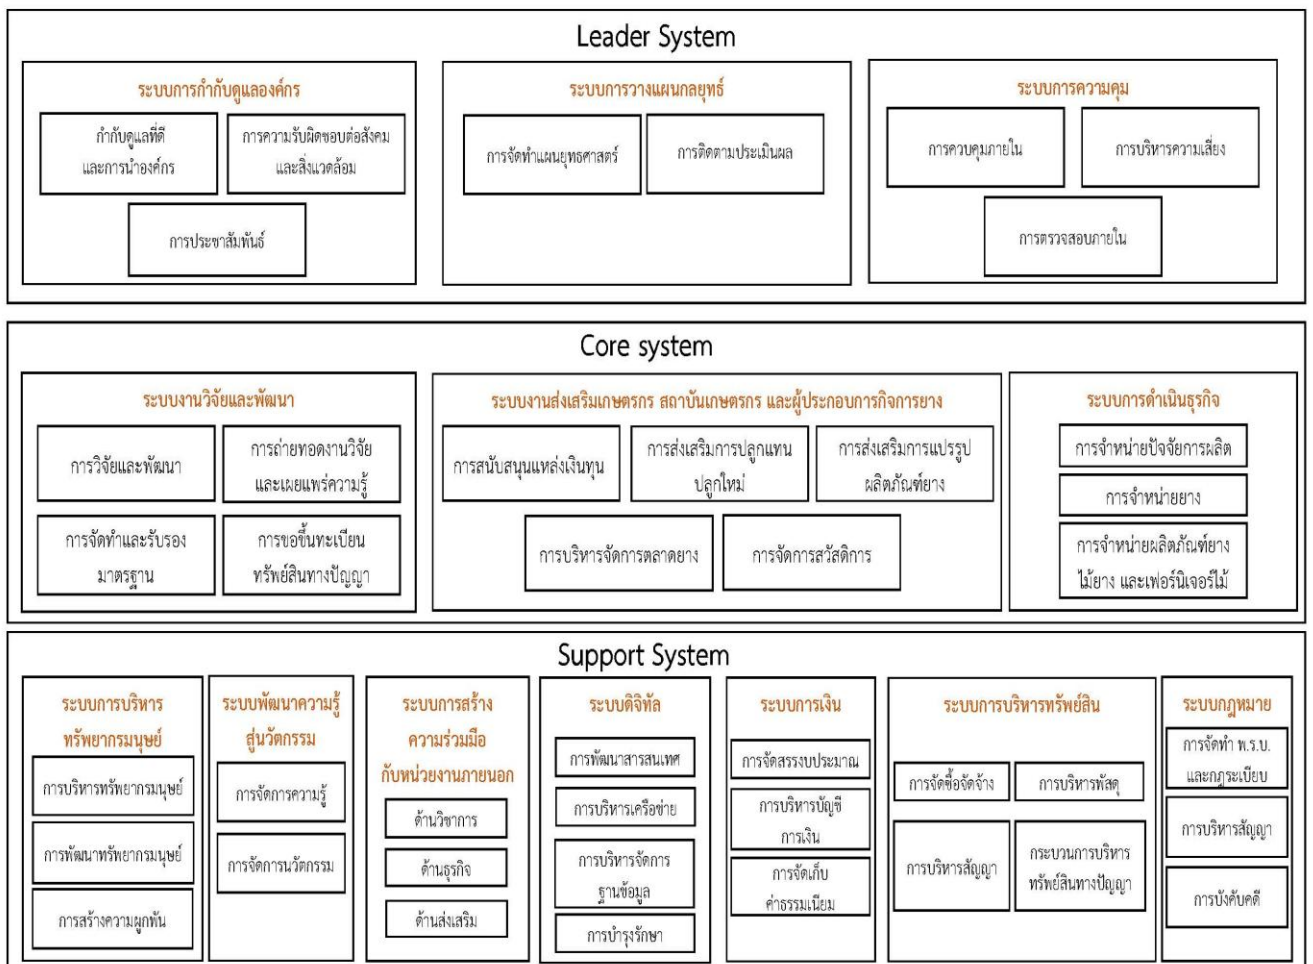 Leader System
ระบบการกำกับดูแลองค์กร
กำกับดูแลที่ดี
และการนำองค์กร
การความรับผิดชอบต่อสังคม
และสิ่งแวดล้อม
การประชาสัมพันธ์
ระบบการวางแผนกลยุทธ์
การจัดทำแผนยุทธศาสตร์
การติดตามประเมินผล
ระบบการความคุม
การควบคุมภายใน
การบริหารความเสี่ยง
การตรวจสอบภายใน
Core system
ระบบงานวิจัยและพัฒนา
การวิจัยและพัฒนา
การถ่ายทอดงานวิจัย
และเผยแพร่ความรู้
การจัดทำและรับรอง
มาตรฐาน
การขอขึ้นทะเบียน
ทรัพย์สินทางปัญญา
ระบบงานส่งเสริมเกษตรกร สถาบันเกษตรกร และผู้ประกอบการกิจการยาง
การสนับสนุนแหล่งเงินทุน
การส่งเสริมการปลูกแทน
ปลูกใหม่
การส่งเสริมการแปรรูป
ผลิตภัณฑ์ยาง
การบริหารจัดการตลาดยาง
การจัดการสวัสดิการ
ระบบการดำเนินธุรกิจ
การจำหน่ายปัจจัยการผลิต
การจำหน่ายยาง
การจำหน่ายผลิตภัณฑ์ยาง
ไม้ยาง และเฟอร์นิเจอร์ไม้
Support System
ระบบการบริหาร
ทรัพยากรมนุษย์
การบริหารทรัพยากรมนุษย์
การพัฒนาทรัพยากรมนุษย์
การสร้างความผูกพัน
ระบบพัฒนาความรู้
สู่นวัตกรรม
การจัดการความรู้
การจัดการนวัตกรรม
ระบบการสร้าง
ความร่วมมือ
กับหน่วยงานภายนอก
ด้านวิชาการ
ด้านธุรกิจ
ด้านส่งเสริม
ระบบดิจิทัล
การพัฒนาสารสนเทศ
การบริหารเครือข่าย
การบริหารจัดการ
ฐานข้อมูล
การบำรุงรักษา
ระบบการเงิน
การจัดสรรงบประมาณ
การบริหารบัญชี
การเงิน
การจัดเก็บ
ค่าธรรมเนียม
ระบบการบริหารทรัพย์สิน
การจัดซื้อจัดจ้าง
การบริหารพัสดุ
การบริหารสัญญา
กระบวนการบริหาร
ทรัพย์สินทางปัญญา
ระบบกฎหมาย
การจัดทำ พ.ร.บ.
และกฎระเบียบ
การบริหารสัญญา
การบังคับคดี